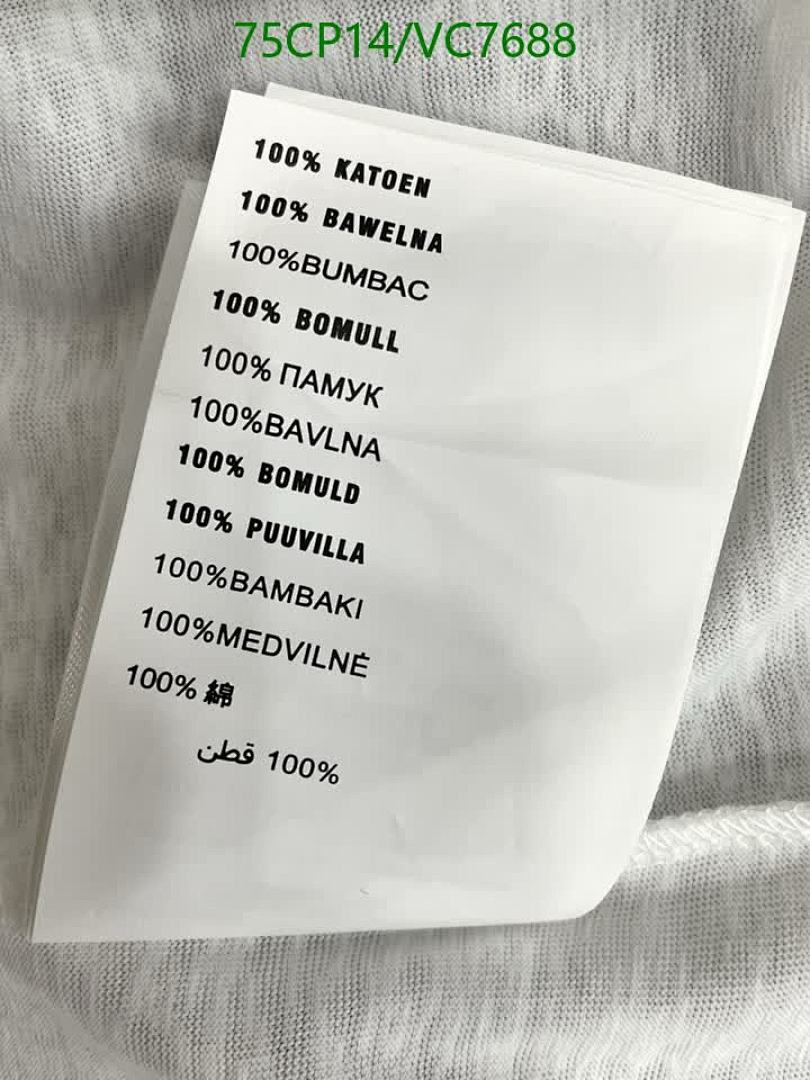 75CP14/VC7688
100% KATOEN
100% BAWELNA
100%BUMBAC
100% BOMULL
100% ПАМУК
100%BAVLNA
100% BOMULD
100% PUUVILLA
100%BAMBAKI
100%MEDVILNĖ
100% 綿
100% قطن